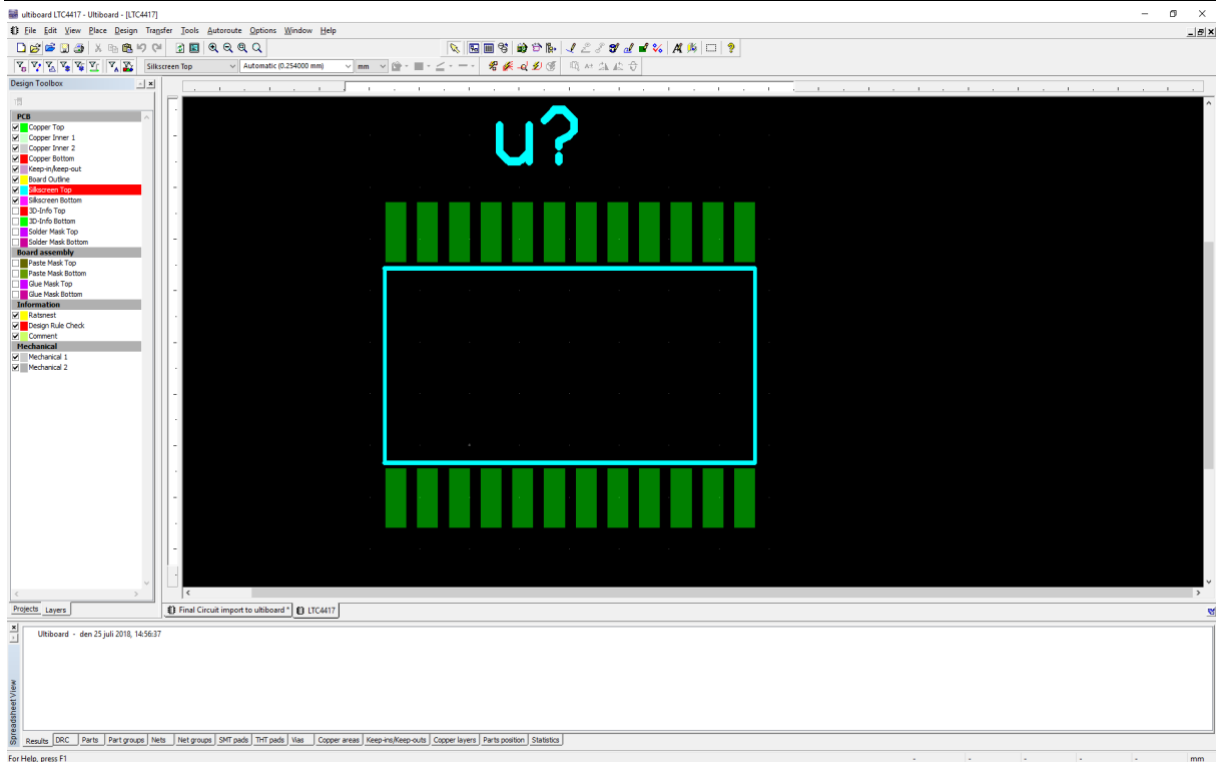 ultiboard LTC4417 - Ultiboard - [LTC4417]
File Edit View Place Design Transfer Tools Autoroute Options Window Help
Silkscreen Top Automatic (0.254000 mm) mm
Design Toolbox
PCB
Copper Top
Copper Inner 1
Copper Inner 2
Copper Bottom
Keep-in/keep-out
Board Outline
Silkscreen Top
Silkscreen Bottom
3D-Info Top
3D-Info Bottom
Solder Mask Top
Solder Mask Bottom
Board assembly
Paste Mask Top
Paste Mask Bottom
Glue Mask Top
Glue Mask Bottom
Information
Ratsnest
Design Rule Check
Comment
Mechanical
Mechanical 1
Mechanical 2
u?
Projects Layers
Final Circuit import to ultiboard * LTC4417
Ultiboard - den 25 juli 2018, 14:56:37
Spreadsheet View
Results DRC Parts Part groups Nets Net groups SMT pads THT pads Vias Copper areas Keep-ins/Keep-outs Copper layers Parts position Statistics
For Help, press F1 - - - - - mm